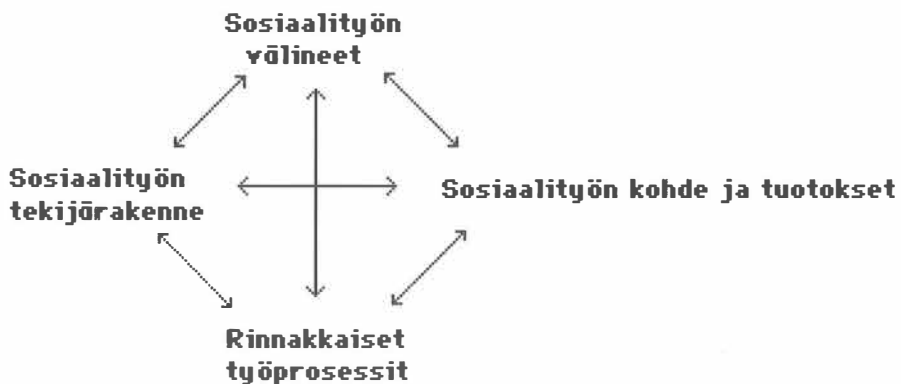 Sosiaalityön
välineet
Sosiaalityön
tekijärakenne
Sosiaalityön kohde ja tuotokset
Rinnakkaiset
työprosessit